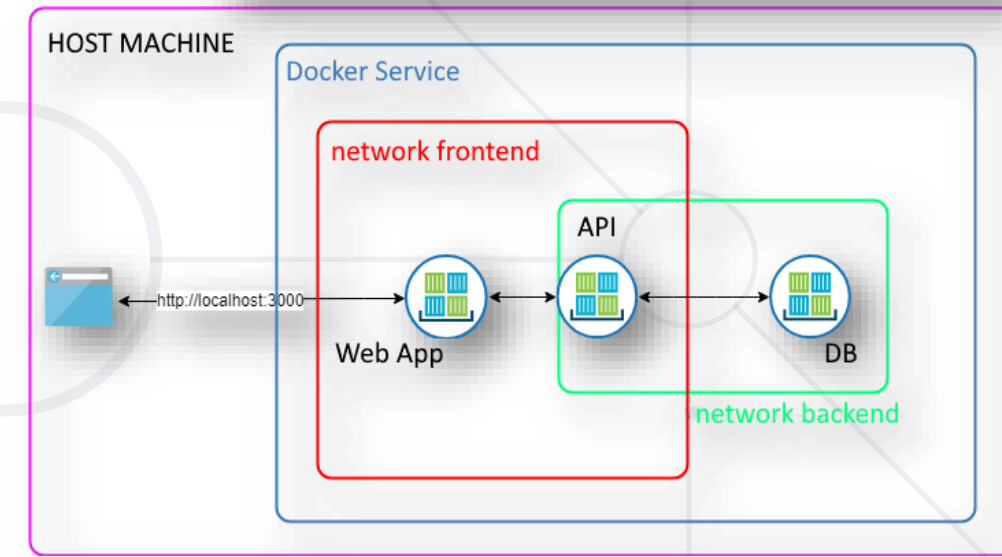 HOST MACHINE
Docker Service
network frontend
API
http://localhost:3000
Web App
DB
network backend